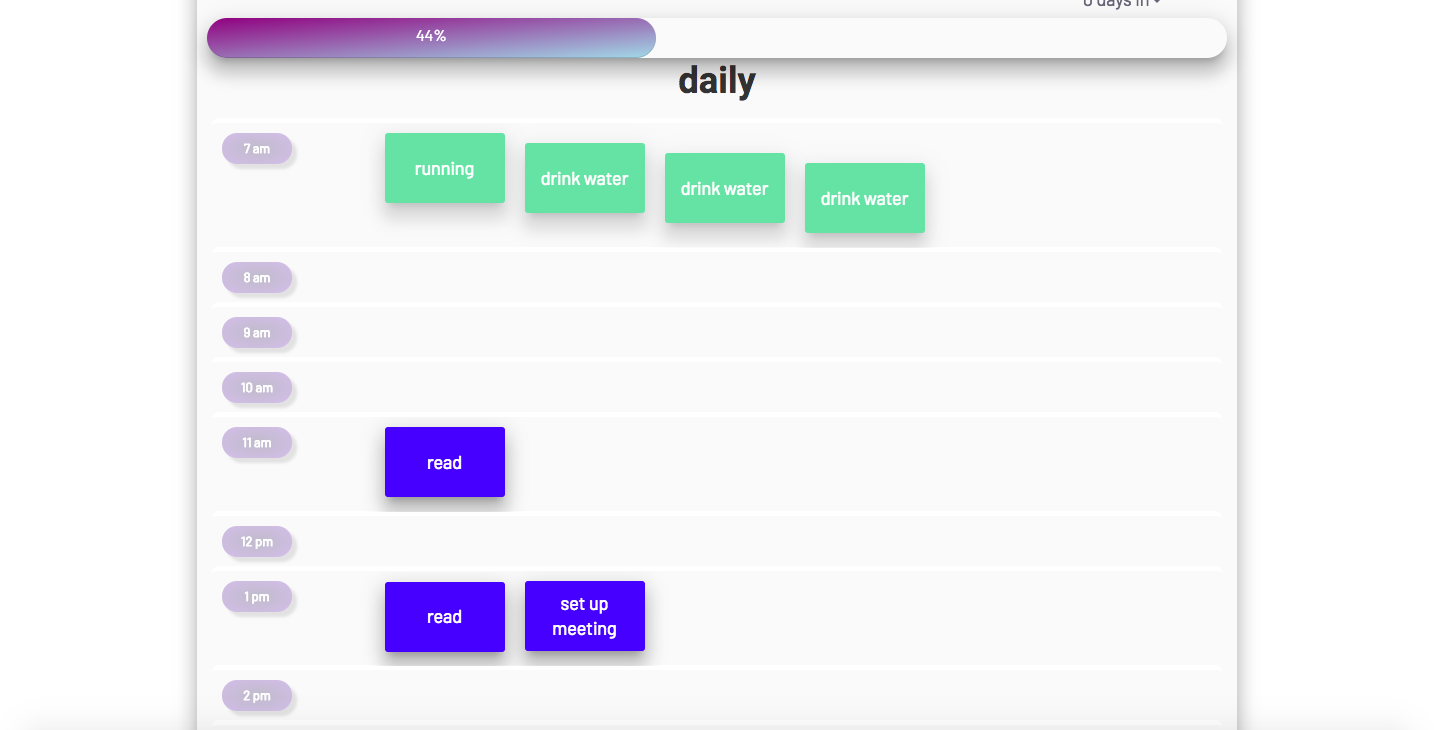 days in
44%
daily
7 am
running
drink water
drink water
drink water
8 am
9 am
10 am
11 am
read
12 pm
1 pm
read
set up
meeting
2 pm